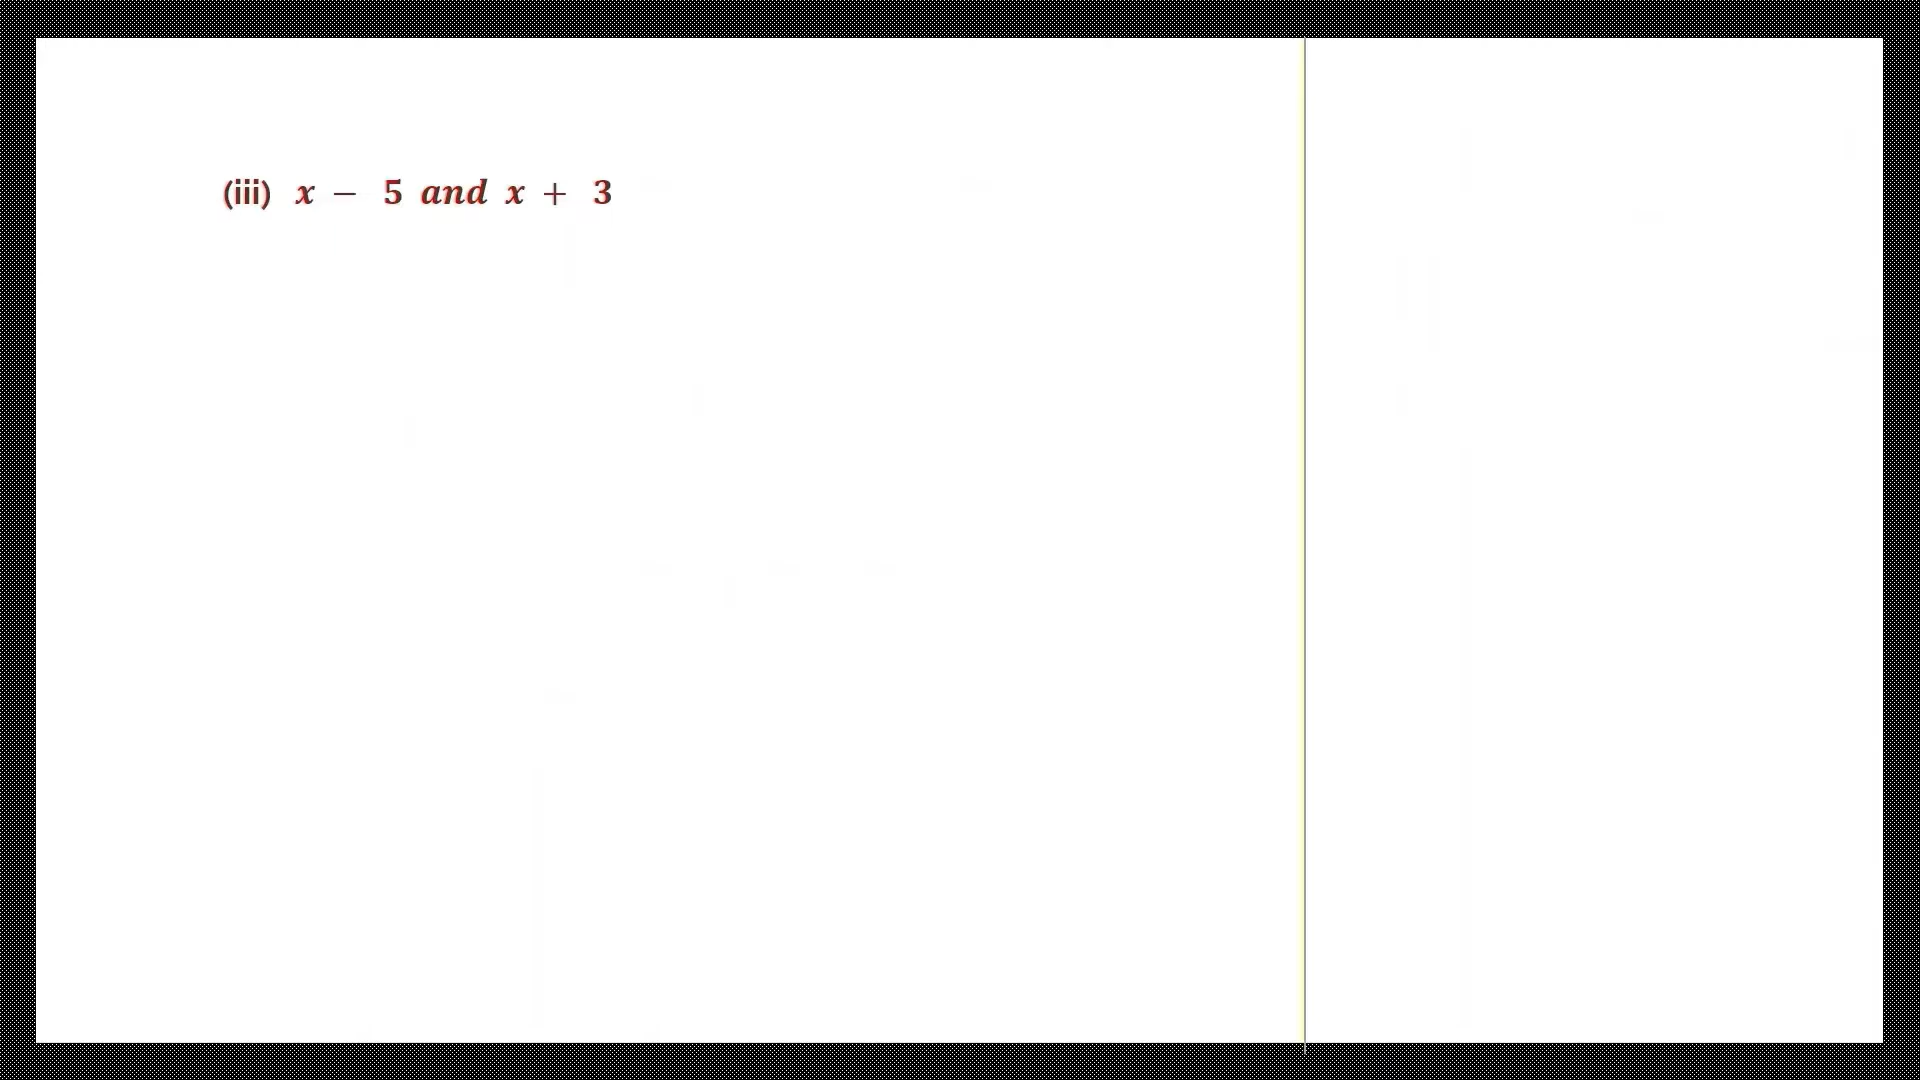 (iii) x − 5 and x + 3